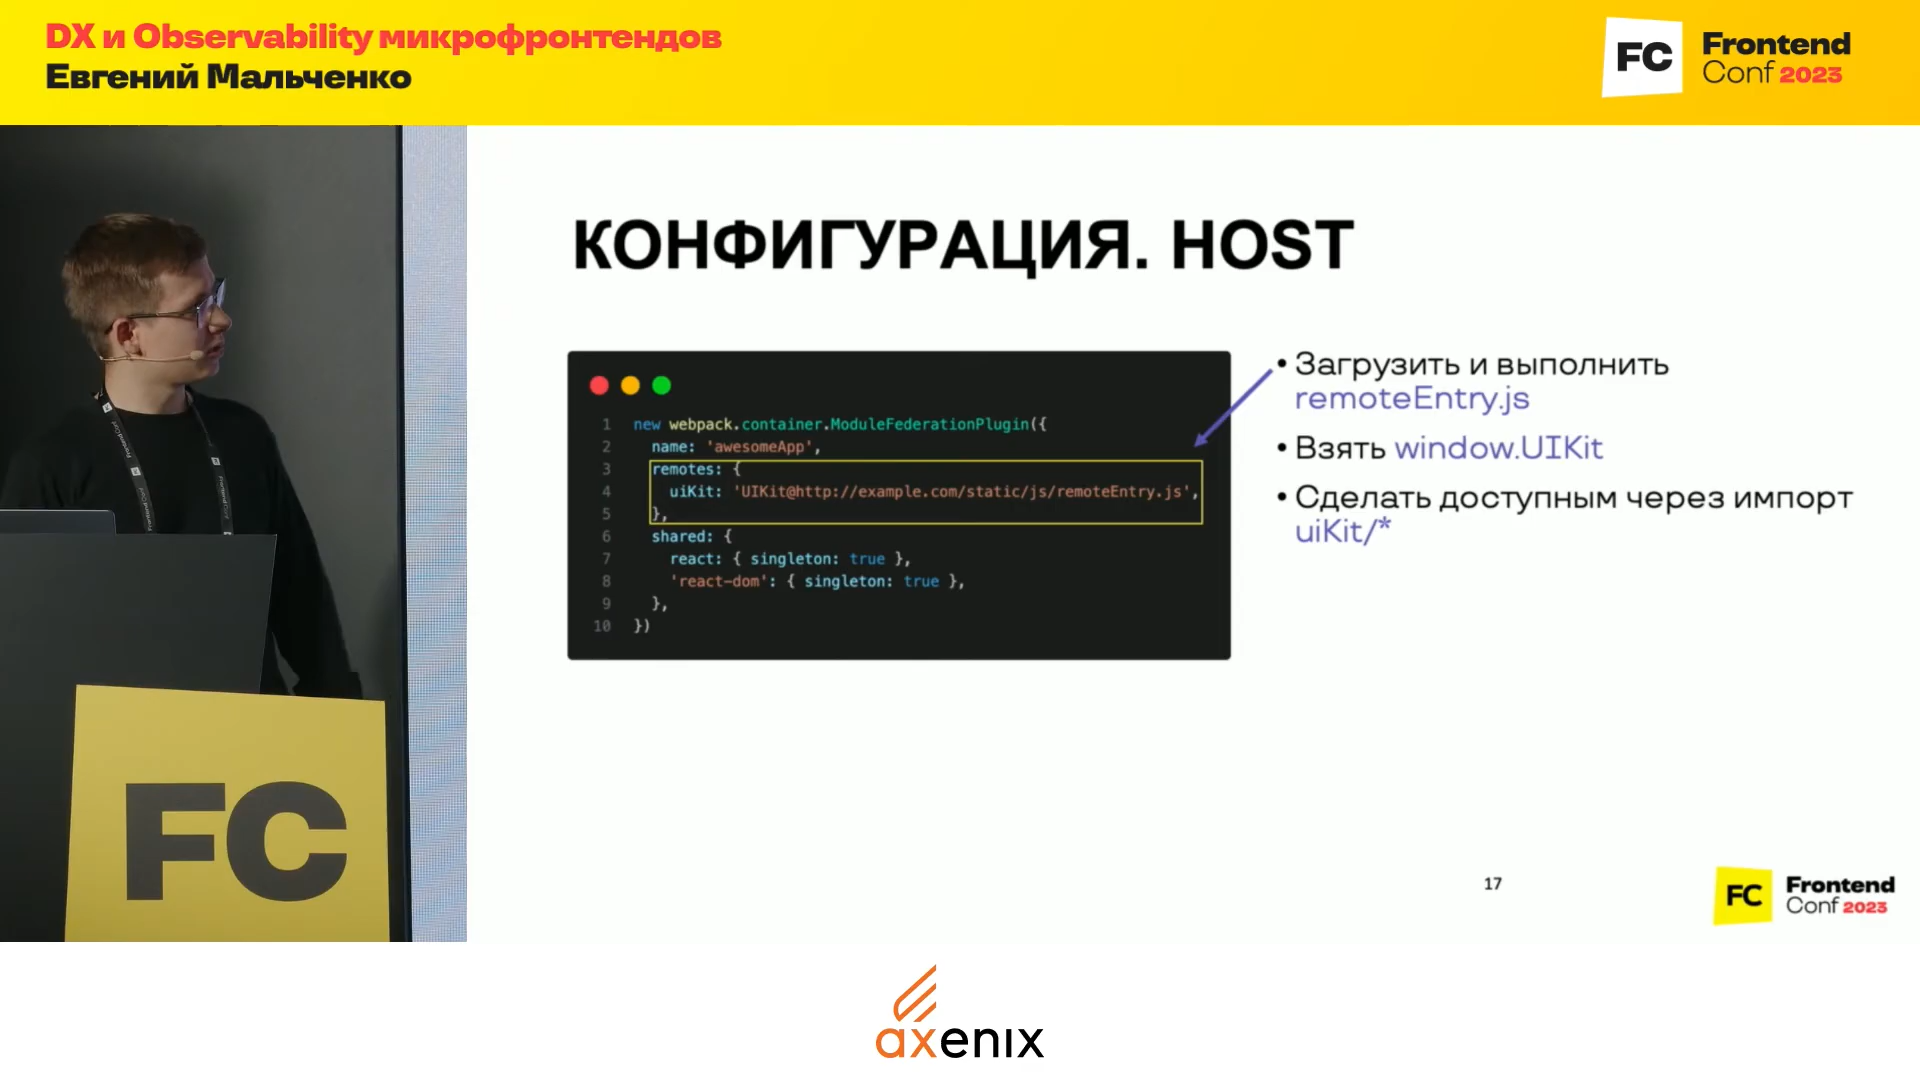 DX и Observability микрофронтендов
Евгений Мальченко
FC
Frontend
Conf 2023
КОНФИГУРАЦИЯ. HOST
1 new webpack.container.ModuleFederationPlugin({
2 name: 'awesomeApp',
3 remotes: {
4 uiKit: 'UIKit@http://example.com/static/js/remoteEntry.js',
5 },
6 shared: {
7 react: { singleton: true },
8 'react-dom': { singleton: true },
9 },
10 })
• Загрузить и выполнить
remoteEntry.js
• Взять window.UIKit
• Сделать доступным через импорт
uiKit/*
FC
17
FC
Frontend
Conf 2023
axenix